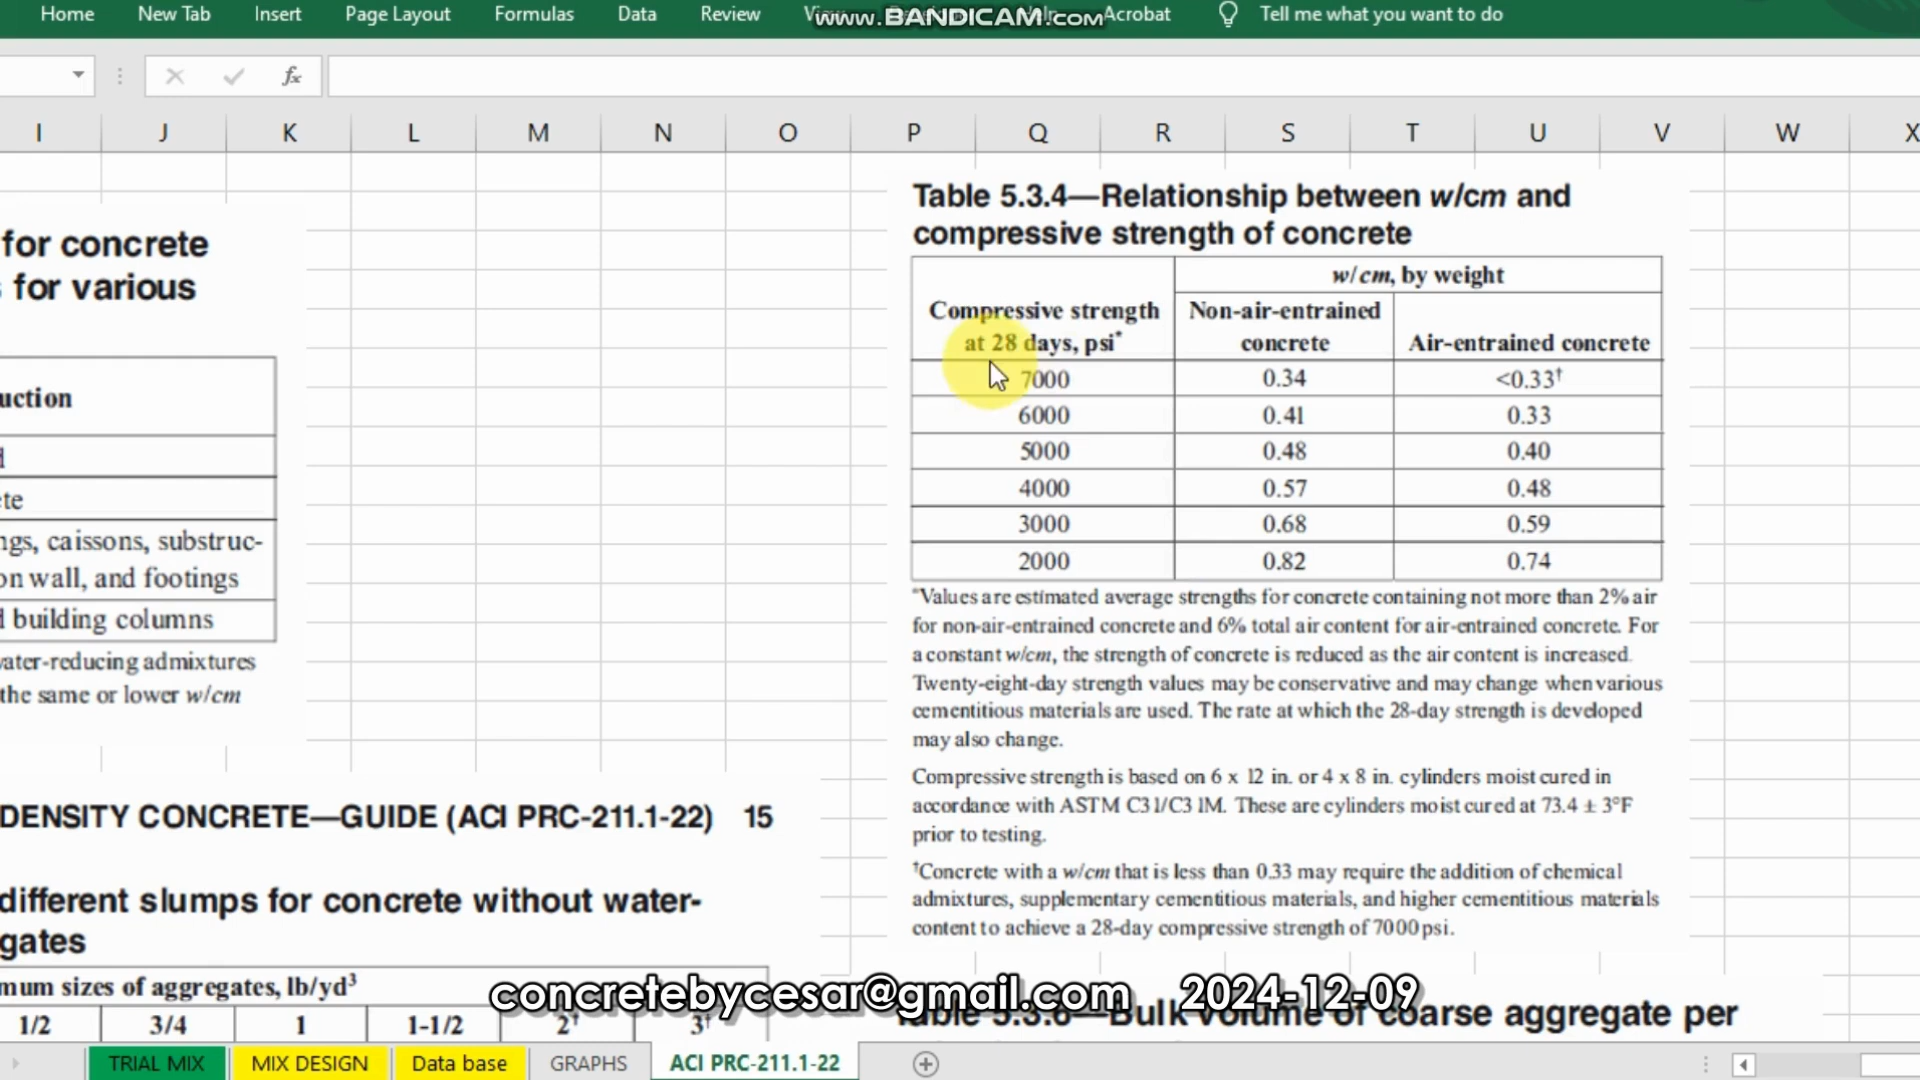 Home New Tab Insert Page Layout Formulas Data Review www.BANDICAM.com Acrobat Tell me what you want to do
fx
I J K L M N O P Q R S T U V W X
for concrete
for various
uction
ings, caissons, substruc-
on wall, and footings
building columns
water-reducing admixtures
the same or lower w/cm
DENSITY CONCRETE—GUIDE (ACI PRC-211.1-22) 15
different slumps for concrete without water-
gates
mum sizes of aggregates, lb/yd³
1/2 3/4 1 1-1/2 2† 3†
Table 5.3.4—Relationship between w/cm and
compressive strength of concrete
w/cm, by weight
Compressive strength
at 28 days, psi*
Non-air-entrained
concrete
Air-entrained concrete
7000 0.34 <0.33†
6000 0.41 0.33
5000 0.48 0.40
4000 0.57 0.48
3000 0.68 0.59
2000 0.82 0.74
*Values are estimated average strengths for concrete containing not more than 2% air
for non-air-entrained concrete and 6% total air content for air-entrained concrete. For
a constant w/cm, the strength of concrete is reduced as the air content is increased.
Twenty-eight-day strength values may be conservative and may change when various
cementitious materials are used. The rate at which the 28-day strength is developed
may also change.
Compressive strength is based on 6 x 12 in. or 4 x 8 in. cylinders moist cured in
accordance with ASTM C31/C31M. These are cylinders moist cured at 73.4 ± 3°F
prior to testing.
†Concrete with a w/cm that is less than 0.33 may require the addition of chemical
admixtures, supplementary cementitious materials, and higher cementitious materials
content to achieve a 28-day compressive strength of 7000 psi.
Table 5.3.6—Bulk volume of coarse aggregate per
concretebycesar@gmail.com 2024-12-09
TRIAL MIX MIX DESIGN Data base GRAPHS ACI PRC-211.1-22